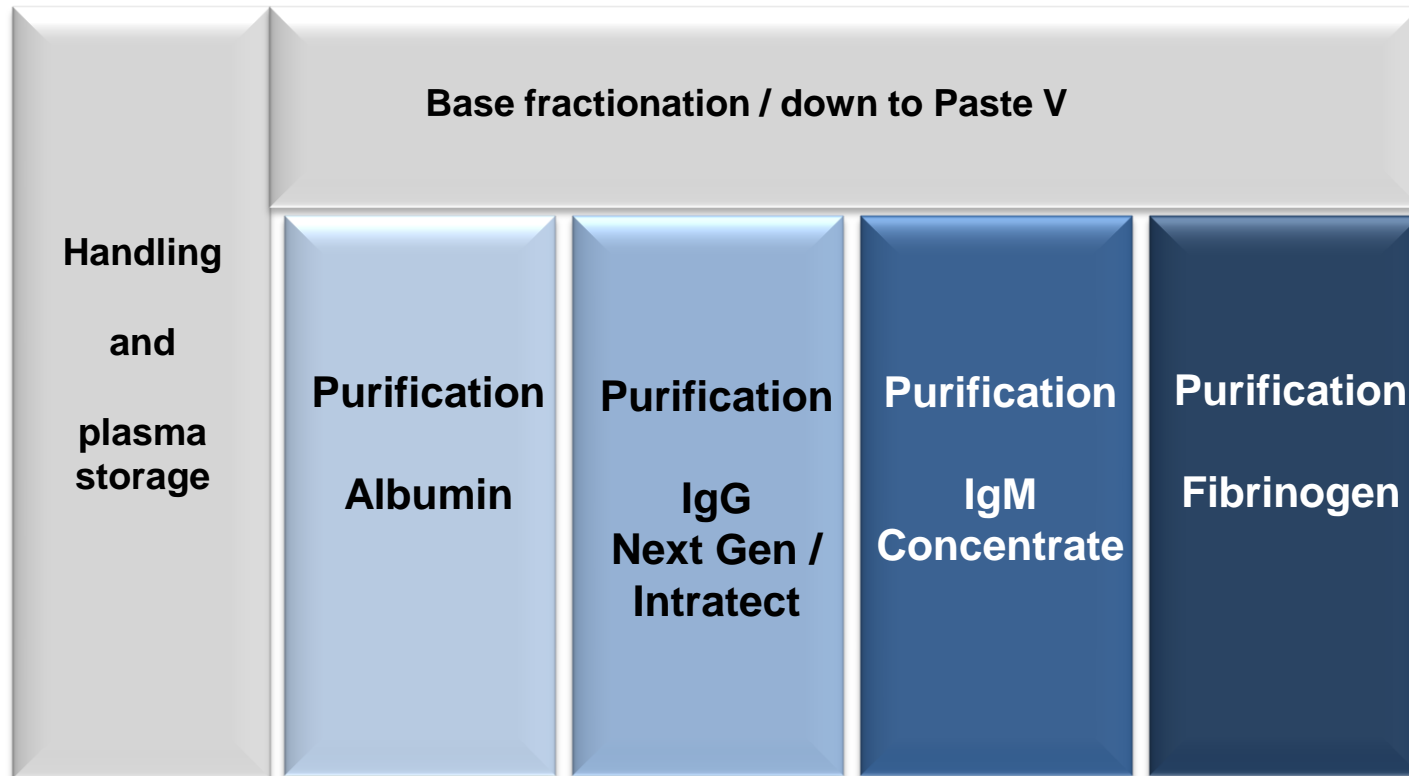 Base fractionation / down to Paste V
Handling
and
plasma
storage
Purification
Albumin
Purification
IgG
Next Gen /
Intratect
Purification
IgM
Concentrate
Purification
Fibrinogen